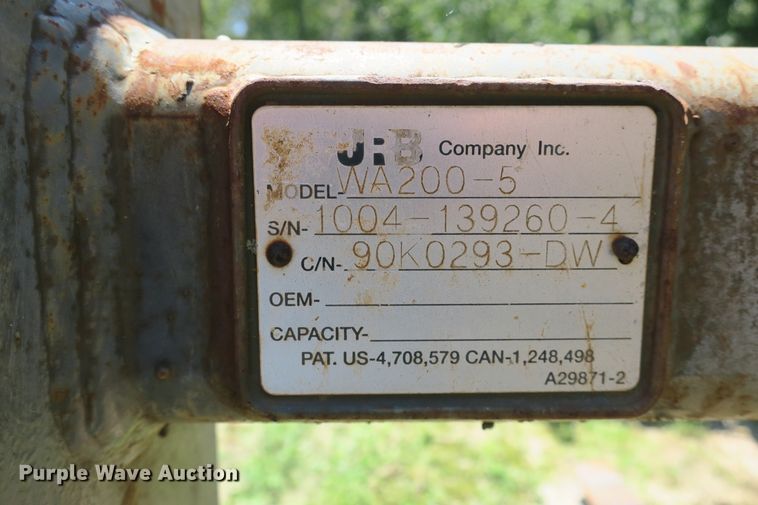 JRB Company Inc.
MODEL-WA200-5
S/N-1004-139260-4
C/N-90K0293-DW
OEM-
CAPACITY-
PAT. US-4,708,579 CAN-1,248,498
A29871-2
Purple Wave Auction